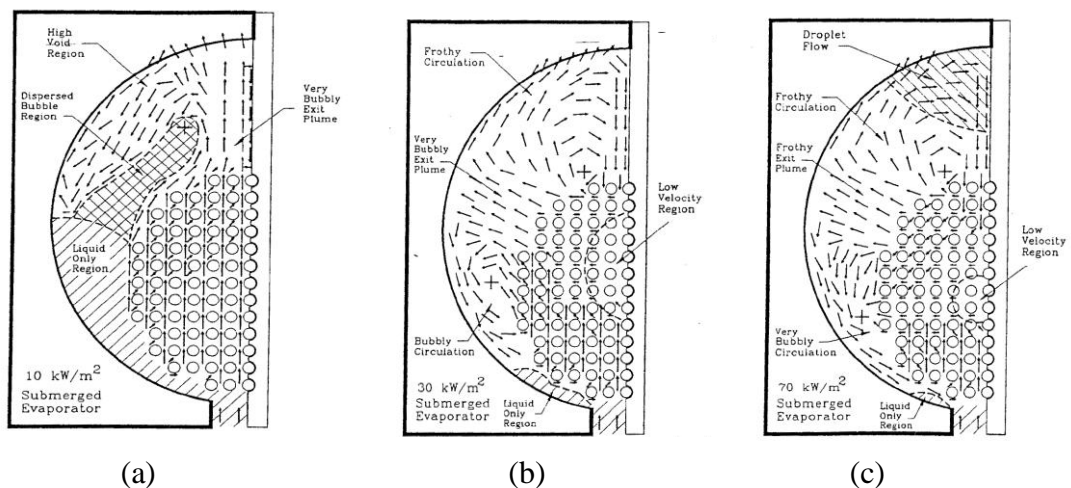 High
Void
Region
Dispersed
Bubble
Region
Very
Bubbly
Exit
Plume
Liquid
Only
Region
10 kW/m²
Submerged
Evaporator
(a)
Frothy
Circulation
Very
Bubbly
Exit
Plume
Low
Velocity
Region
Bubbly
Circulation
30 kW/m²
Submerged
Evaporator
Liquid
Only
Region
(b)
Droplet
Flow
Frothy
Circulation
Frothy
Exit
Plume
Low
Velocity
Region
Very
Bubbly
Circulation
70 kW/m²
Submerged
Evaporator
Liquid
Only
Region
(c)